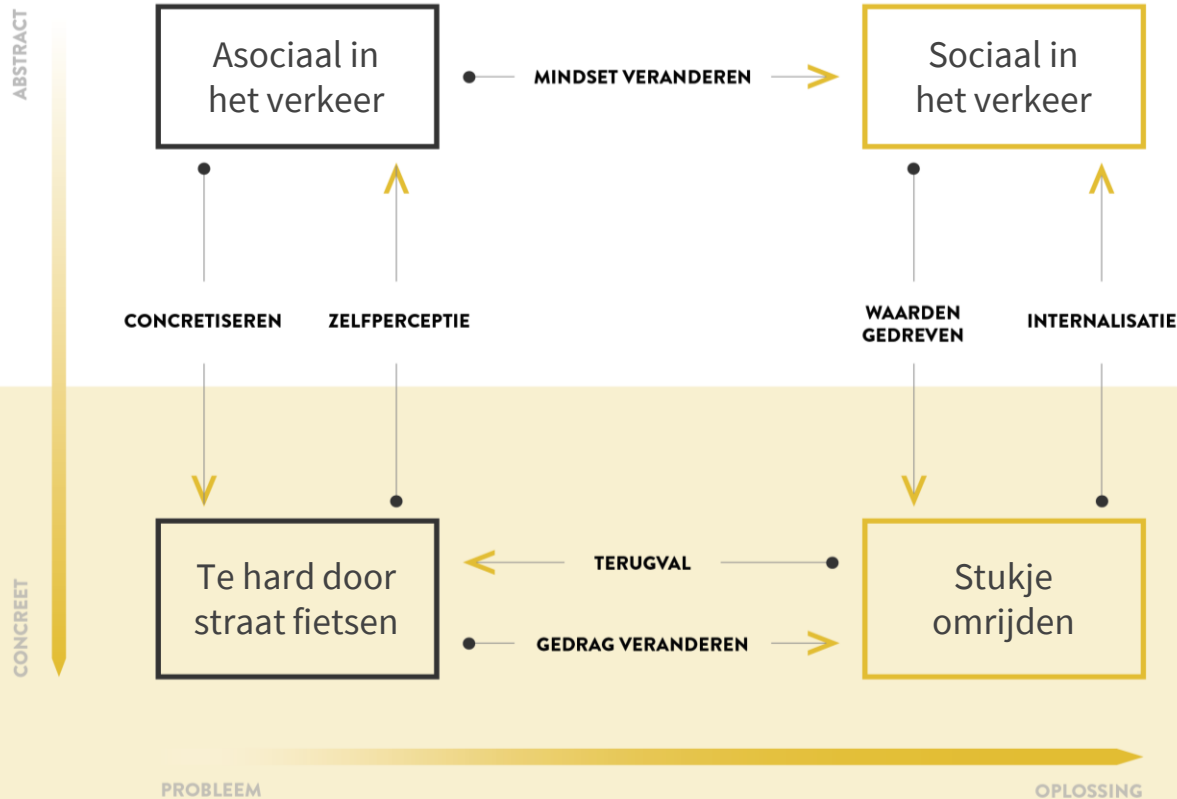 ABSTRACT
Asociaal in
het verkeer
MINDSET VERANDEREN
Sociaal in
het verkeer
CONCRETISEREN
ZELFPERCEPTIE
WAARDEN
GEDREVEN
INTERNALISATIE
CONCREET
Te hard door
straat fietsen
TERUGVAL
GEDRAG VERANDEREN
Stukje
omrijden
PROBLEEM
OPLOSSING